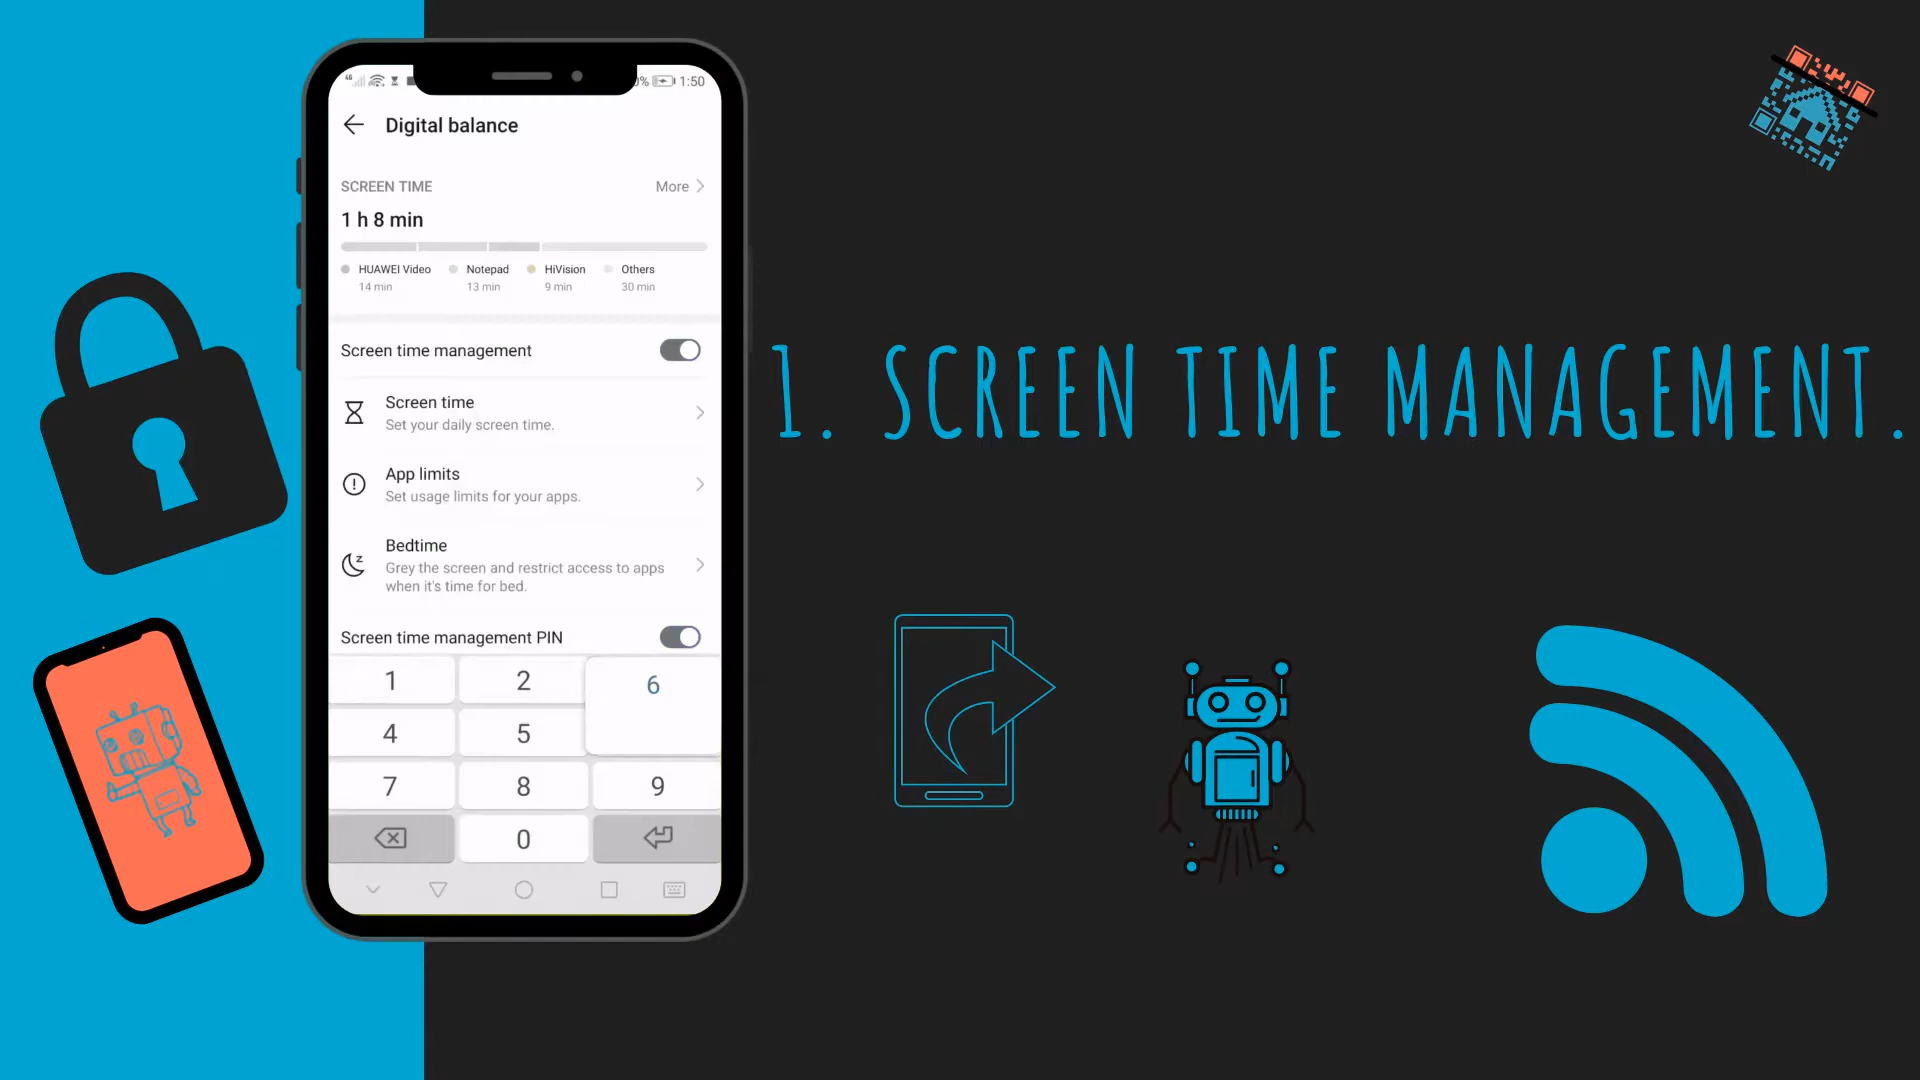 1:50
Digital balance
SCREEN TIME
More
1 h 8 min
HUAWEI Video
Notepad
HiVision
Others
14 min
13 min
9 min
30 min
Screen time management
Screen time
Set your daily screen time.
App limits
Set usage limits for your apps.
Bedtime
Grey the screen and restrict access to apps
when it's time for bed.
Screen time management PIN
1 2 6
4 5
7 8 9
0
1. SCREEN TIME MANAGEMENT.